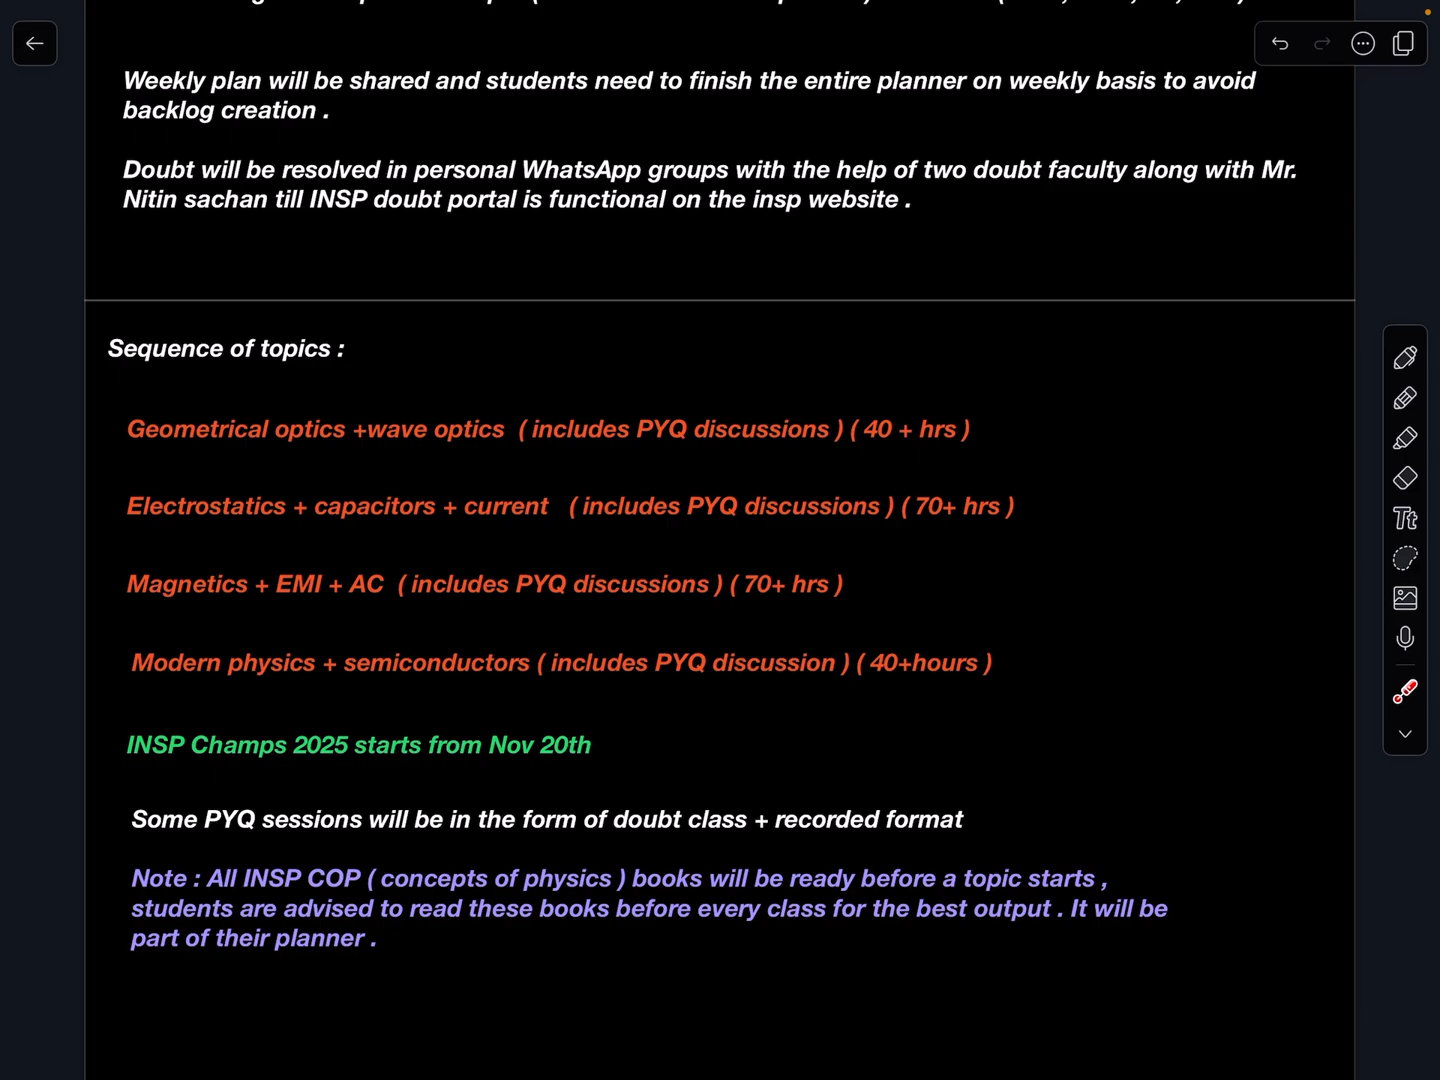 Weekly plan will be shared and students need to finish the entire planner on weekly basis to avoid
backlog creation .
Doubt will be resolved in personal WhatsApp groups with the help of two doubt faculty along with Mr.
Nitin sachan till INSP doubt portal is functional on the insp website .
Sequence of topics :
Geometrical optics +wave optics ( includes PYQ discussions ) ( 40 + hrs )
Electrostatics + capacitors + current ( includes PYQ discussions ) ( 70+ hrs )
Magnetics + EMI + AC ( includes PYQ discussions ) ( 70+ hrs )
Modern physics + semiconductors ( includes PYQ discussion ) ( 40+hours )
INSP Champs 2025 starts from Nov 20th
Some PYQ sessions will be in the form of doubt class + recorded format
Note : All INSP COP ( concepts of physics ) books will be ready before a topic starts ,
students are advised to read these books before every class for the best output . It will be
part of their planner .
Tt